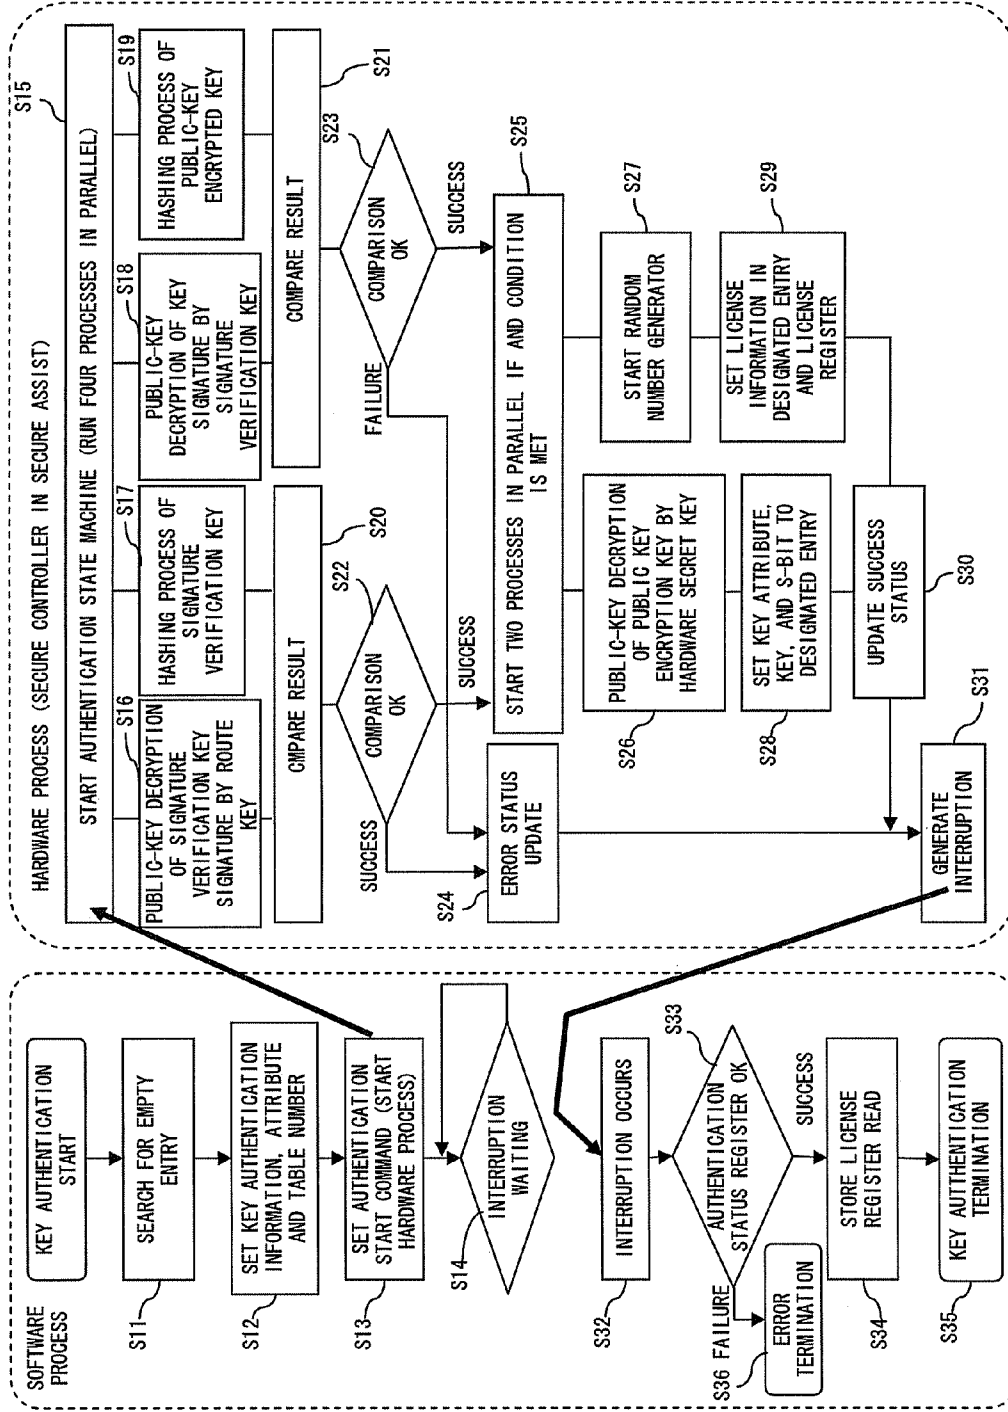 SOFTWARE
PROCESS
KEY AUTHENTICATION
START
SEARCH FOR EMPTY
ENTRY
S11
SET KEY AUTHENTICATION
INFORMATION, ATTRIBUTE
AND TABLE NUMBER
S12
SET AUTHENTICATION
START COMMAND (START
HARDWARE PROCESS)
S13
INTERRUPTION
WAITING
S14
INTERRUPTION OCCURS
S32
AUTHENTICATION
STATUS REGISTER OK
S33
S36 FAILURE
ERROR
TERMINATION
SUCCESS
STORE LICENSE
REGISTER READ
S34
KEY AUTTHENTICATION
TERMINATION
S35
HARDWARE PROCESS (SECURE CONTROLLER IN SECURE ASSIST)
S15
START AUTHENTICATION STATE MACHINE (RUN FOUR PROCESSES IN PARALLEL)
S16
PUBLIC-KEY DECRYPTION
OF SIGNATURE
VERIFICATION KEY
SIGNATURE BY ROUTE
KEY
S17
HASHING PROCESS OF
SIGNATURE
VERIFICATION KEY
S18
PUBLIC-KEY
DECRYPTION OF KEY
SIGNATURE BY
SIGNATURE
VERIFICATION KEY
S19
HASHING PROCESS OF
PUBLIC-KEY
ENCRYPTED KEY
CMPARE RESULT
S20
COMPARE RESULT
S21
S22
COMPARISON
OK
SUCCESS
SUCCESS
S23
COMPARISON
OK
FAILURE
SUCCESS
S24
ERROR STATUS
UPDATE
START TWO PROCESSES IN PARALLEL IF AND CONDITION
IS MET
S25
PUBLIC-KEY DECRYPTION
OF PUBLIC KEY
ENCRYPTION KEY BY
HARDWARE SECRET KEY
S26
START RANDOM
NUMBER GENERATOR
S27
SET KEY ATTRIBUTE,
KEY, AND S-BIT TO
DESIGNATED ENTRY
S28
SET LICENSE
INFORMATION IN
DESIGNATED ENTRY
AND LICENSE
REGISTER
S29
UPDATE SUCCESS
STATUS
S30
GENERATE
INTERRUPTION
S31